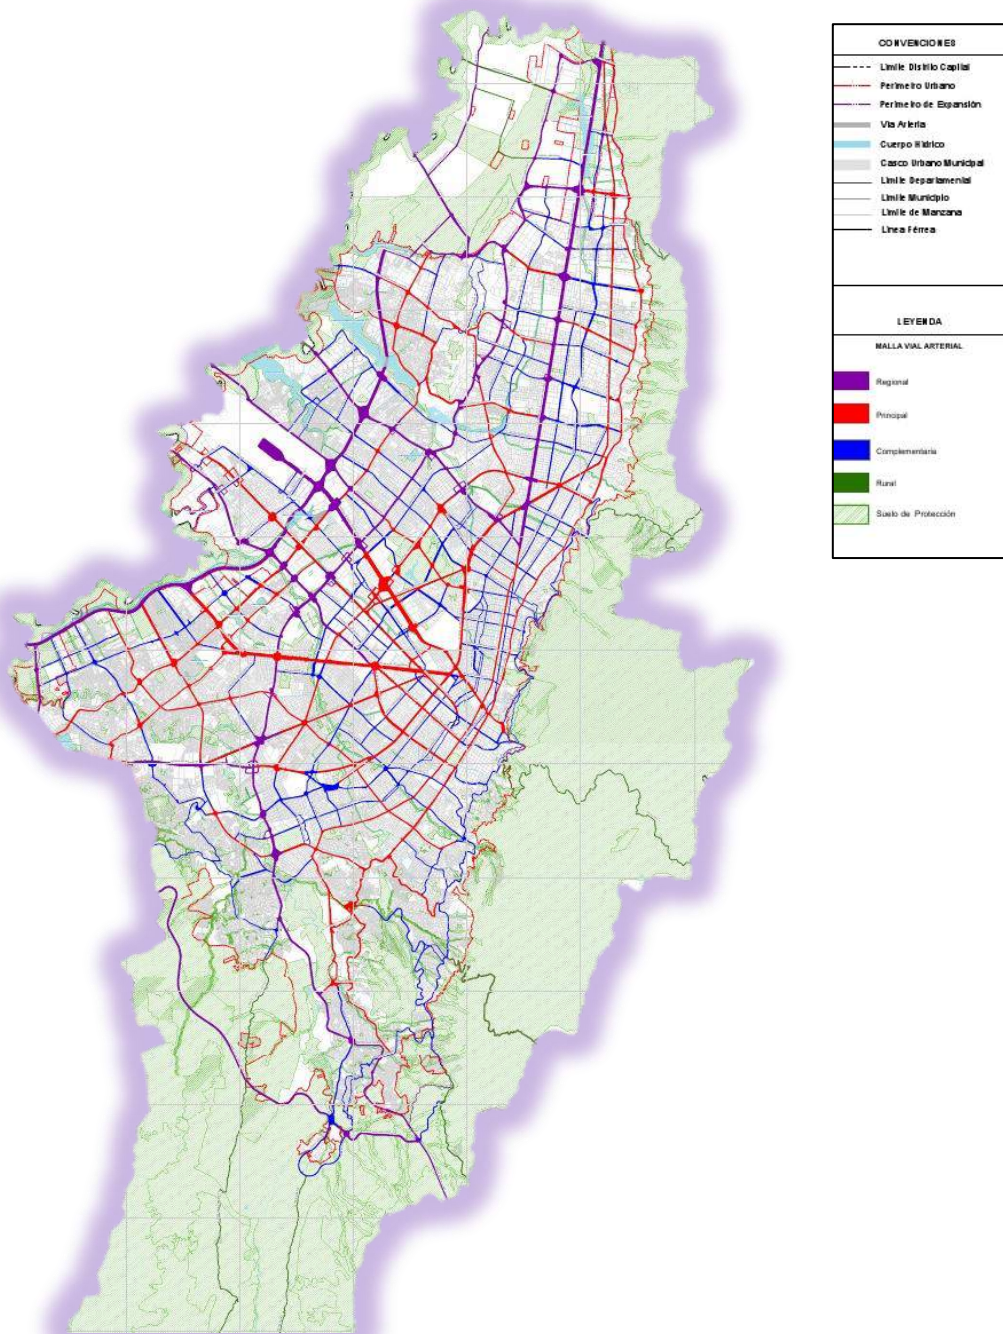 CONVENCIONES
Limite Distrito Capital
Perimetro Urbano
Perimetro de Expansión
Via Arteria
Cuerpo Hidrico
Casco Urbano Municipal
Limite Departamental
Limite Municipio
Limite de Manzana
Linea Férrea
LEYENDA
MALLA VIAL ARTERIAL
Regional
Principal
Complementaria
Rural
Suelo de Protección